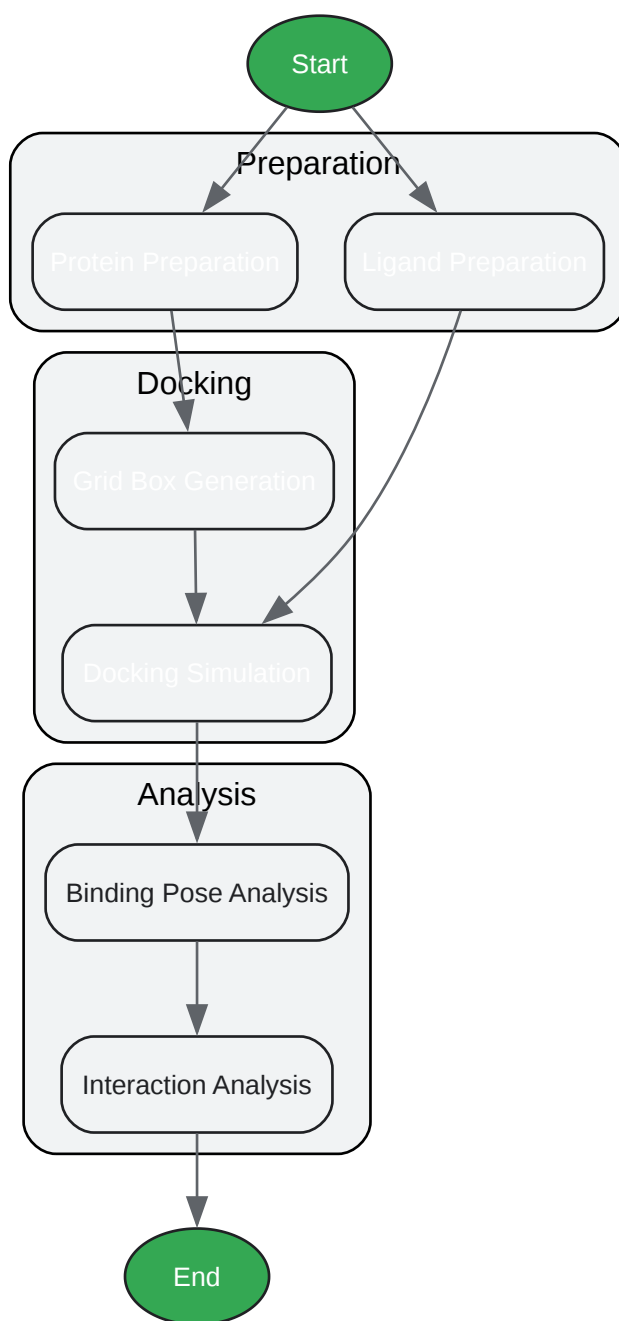 Start
Preparation
Protein Preparation
Ligand Preparation
Docking
Grid Box Generation
Docking Simulation
Analysis
Binding Pose Analysis
Interaction Analysis
End